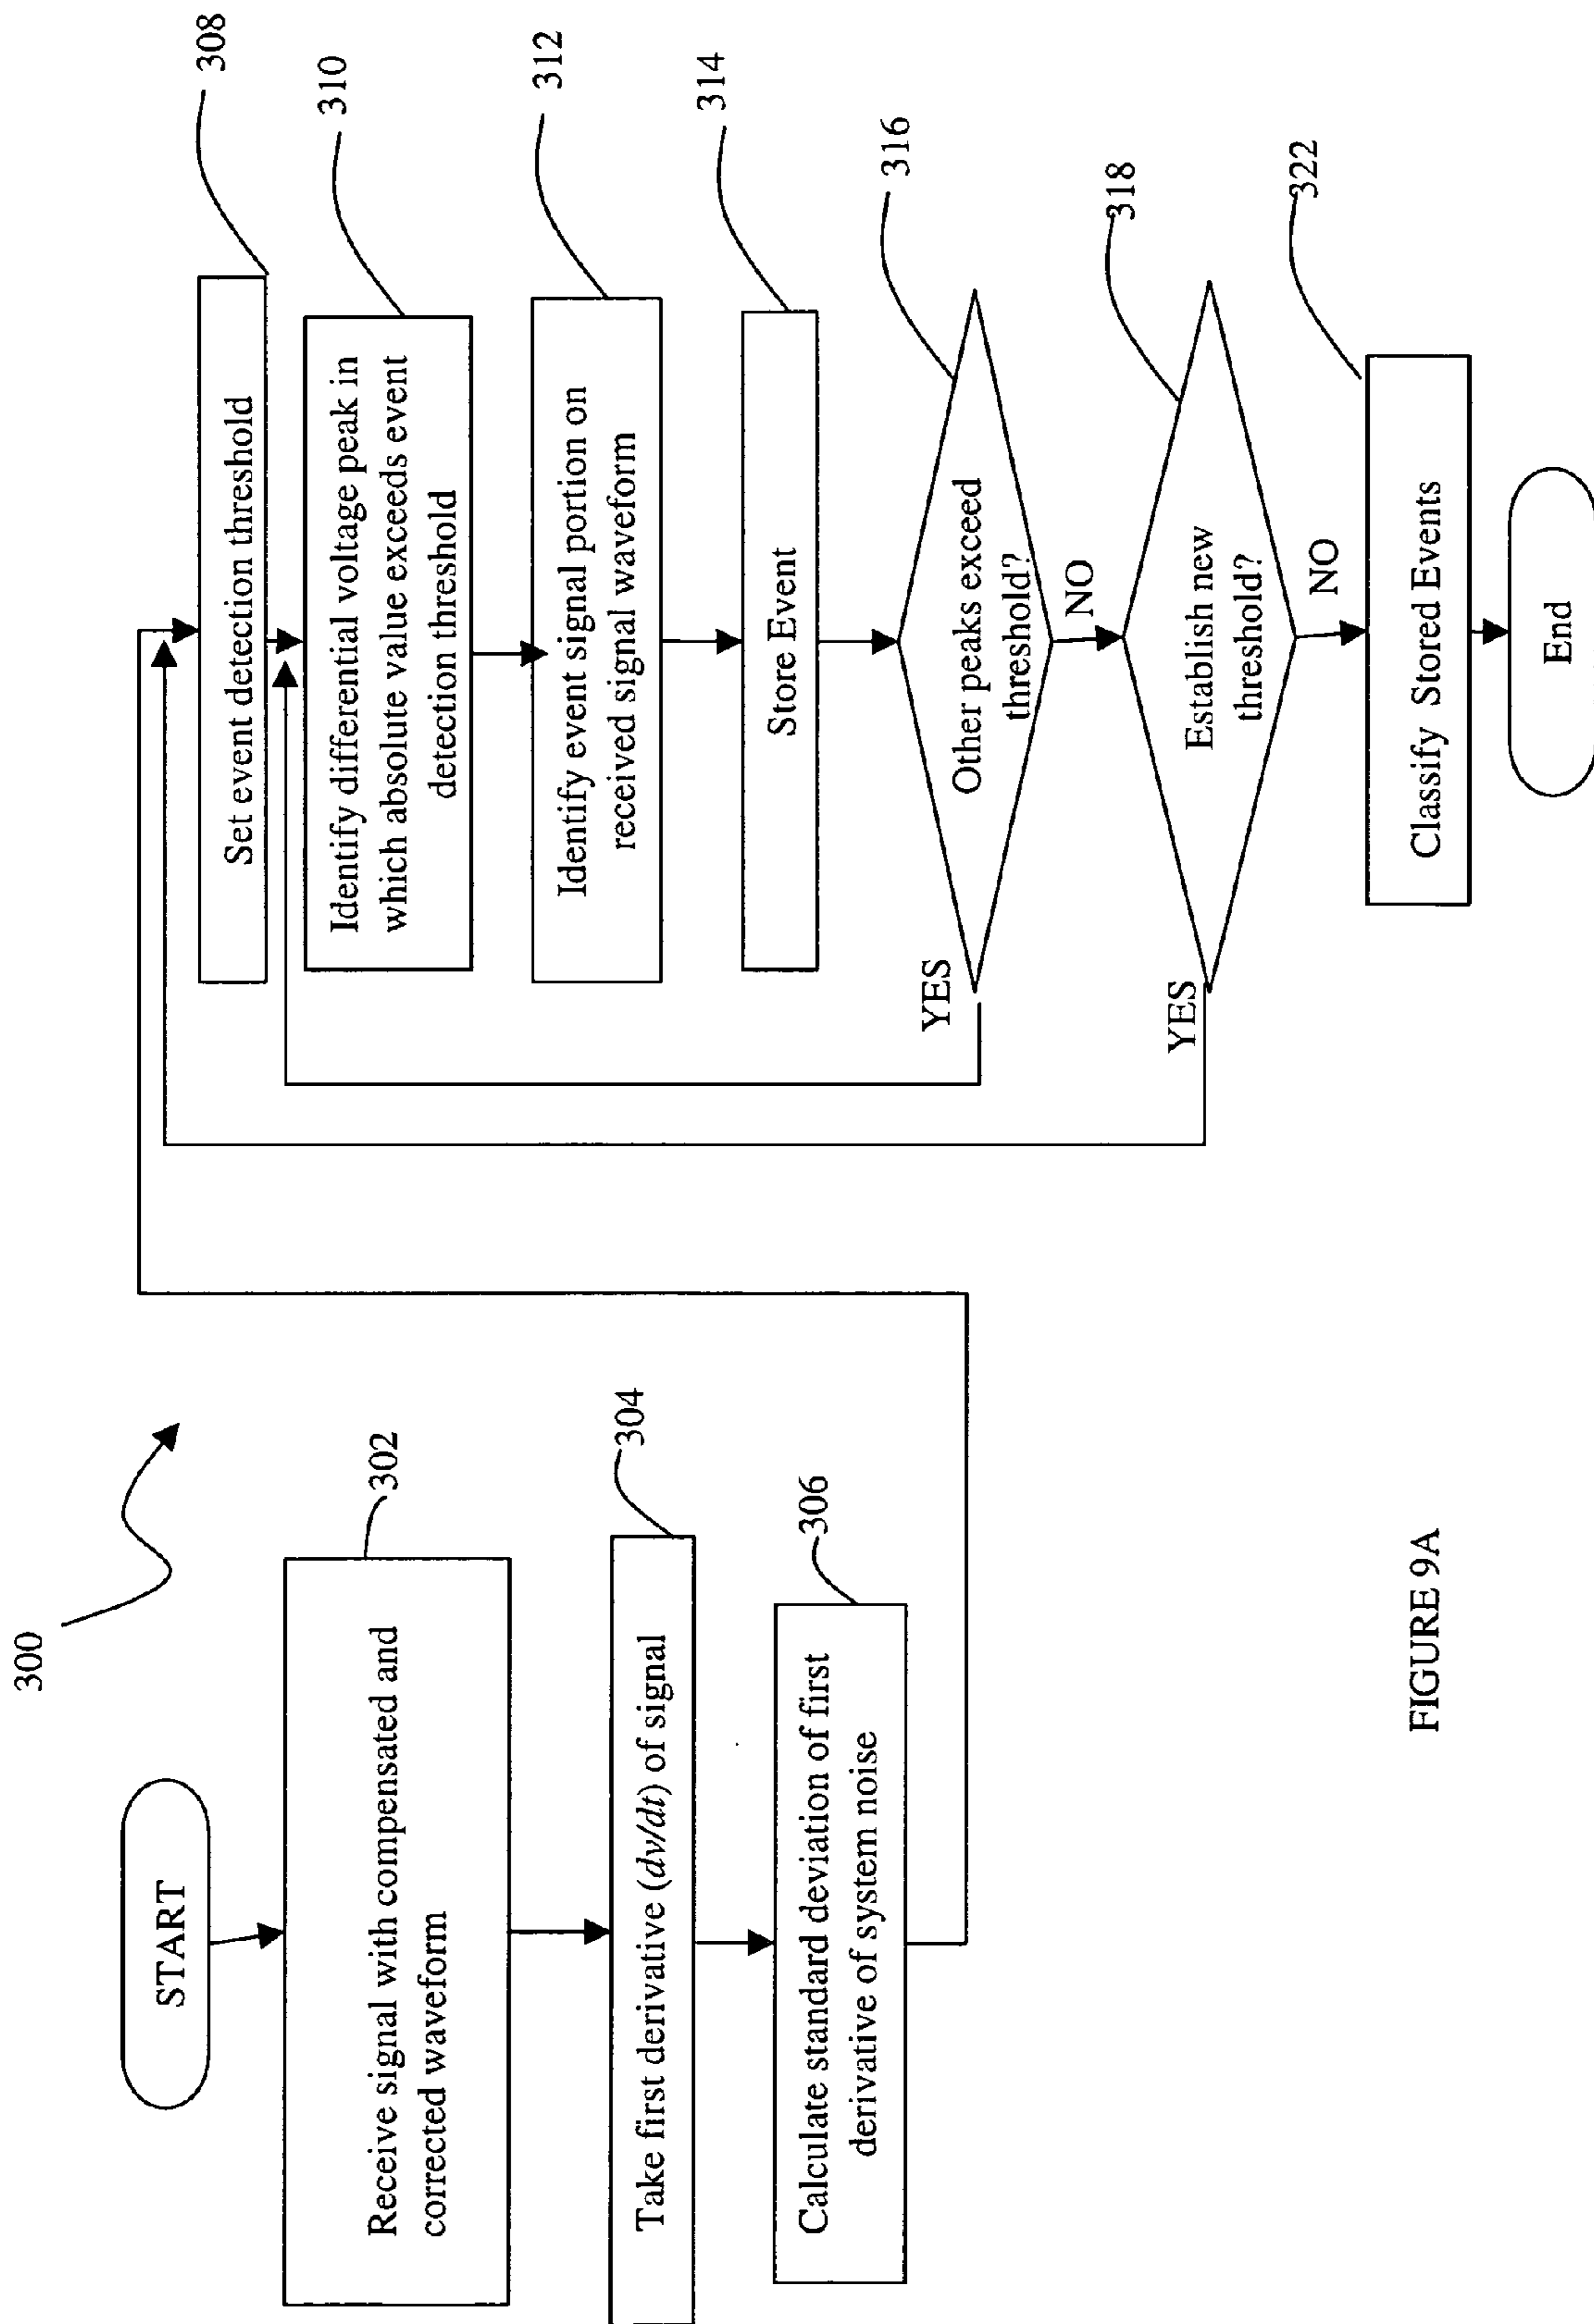 300
START
Receive signal with compensated and
corrected waveform
302
Take first derivative (dv/dt) of signal
304
Calculate standard deviation of first
derivative of system noise
306
Set event detection threshold
308
Identify differential voltage peak in
which absolute value exceeds event
detection threshold
310
Identify event signal portion on
received signal waveform
312
Store Event
314
Other peaks exceed
threshold?
316
YES
NO
Establish new
threshold?
318
YES
NO
Classify Stored Events
322
End
FIGURE 9A